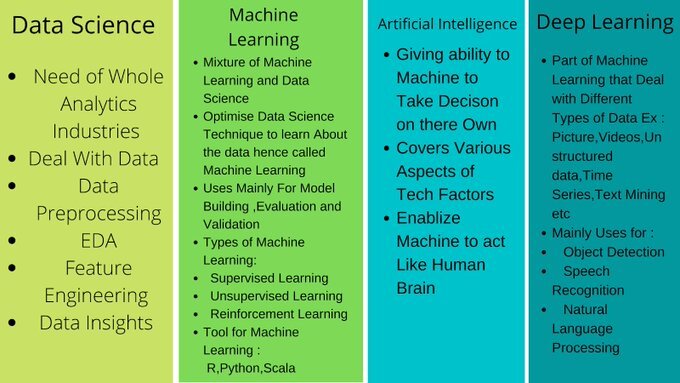 Data Science
Need of Whole
Analytics
Industries
Deal With Data
Data
Preprocessing
EDA
Feature
Engineering
Data Insights
Machine
Learning
Mixture of Machine
Learning and Data
Science
Optimise Data Science
Technique to learn About
the data hence called
Machine Learning
Uses Mainly For Model
Building ,Evaluation and
Validation
Types of Machine
Learning:
Supervised Learning
Unsupervised Learning
Reinforcement Learning
Tool for Machine
Learning :
R,Python,Scala
Artificial Intelligence
Giving ability to
Machine to
Take Decison
on there Own
Covers Various
Aspects of
Tech Factors
Enablize
Machine to act
Like Human
Brain
Deep Learning
Part of Machine
Learning that Deal
with Different
Types of Data Ex :
Picture,Videos,Un
structured
data,Time
Series,Text Mining
etc
Mainly Uses for :
Object Detection
Speech
Recognition
Natural
Language
Processing